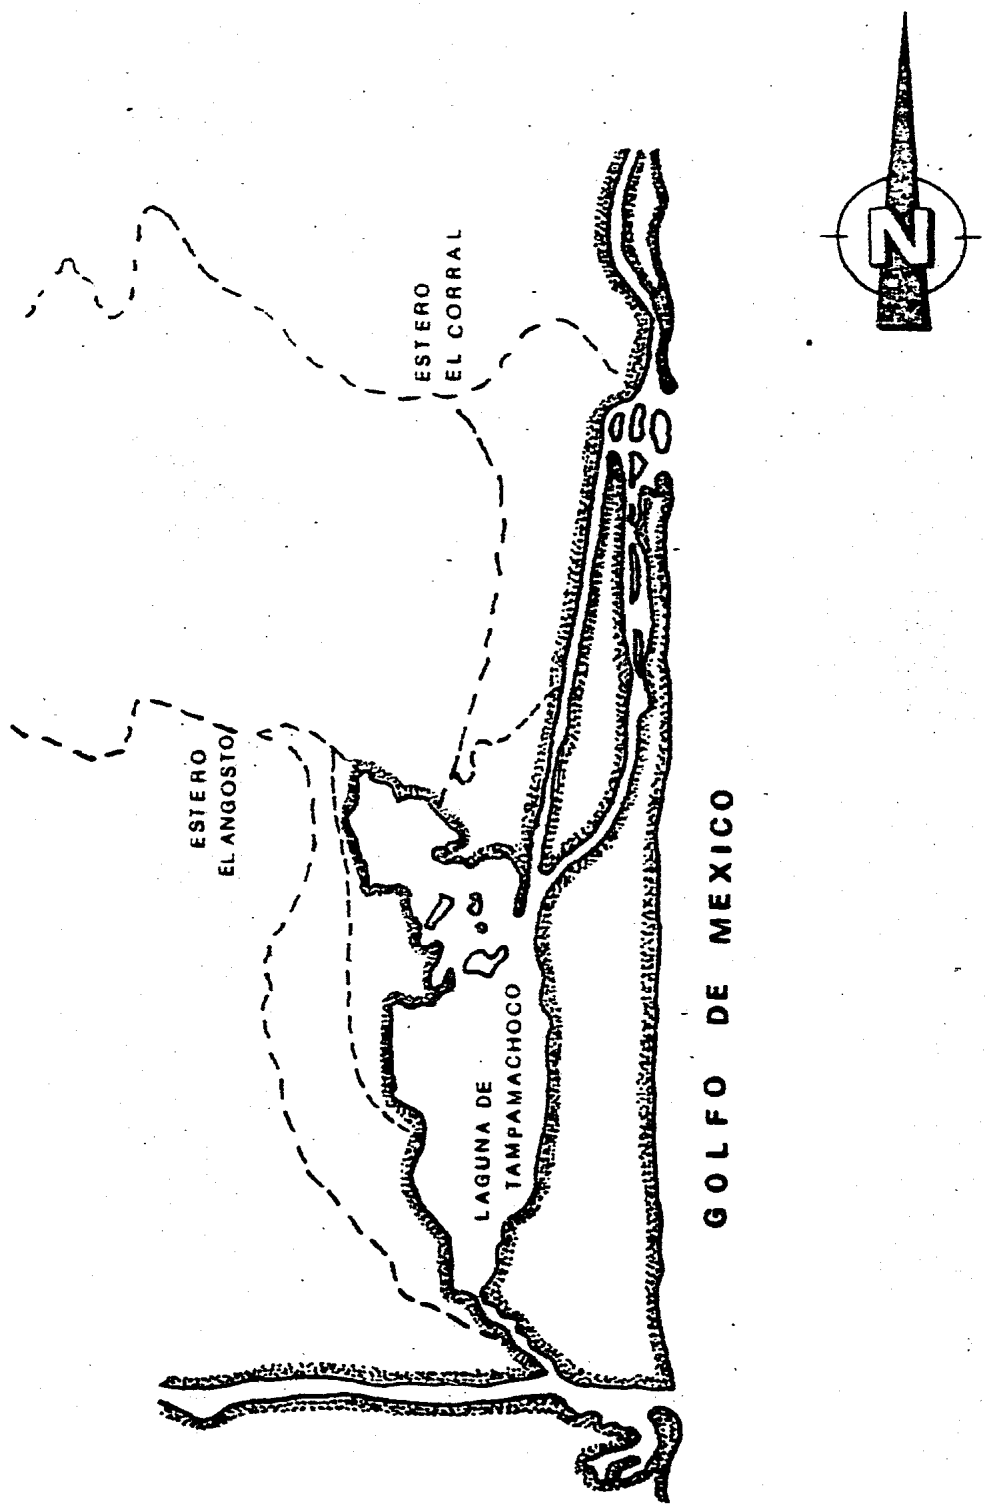 N
ESTERO
EL CORRAL
ESTERO
EL ANGOSTO
LAGUNA DE
TAMPAMACHOCO
GOLFO DE MEXICO